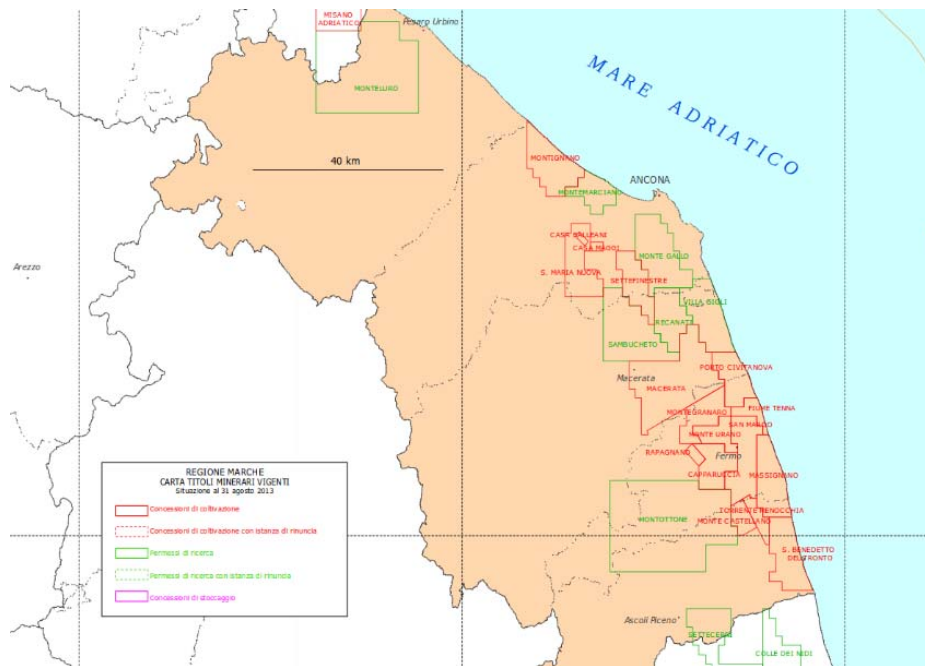 MISANO
ADRIATICO
Pesaro Urbino
MONTELURO
MARE ADRIATICO
40 km
MONTIGNANO
ANCONA
MONTEMARCIANO
CASA BALLEANI
CASA MAGGI
MONTE GALLO
Arezzo
S. MARIA NUOVA
SETTEFINESTRE
VILLA GIGLI
RECANATI
SAMBUCHETO
PORTO CIVITANOVA
Macerata
MACERATA
MONTEGRANARO
FIUME TENNA
SAN MARCO
MONTE URANO
RAPAGNANO
Fermo
CAPPARUCCIA
MASSIGNANO
REGIONE MARCHE
CARTA TITOLI MINERARI VIGENTI
Situazione al 31 agosto 2013
Concessioni di coltivazione
Concessioni di coltivazione con istanza di rinuncia
Permessi di ricerca
Permessi di ricerca con istanza di rinuncia
Concessioni di stoccaggio
TORRENTE MENOCCHIA
MONTOTTONE
MONTE CASTELLANO
S. BENEDETTO
DEL TRONTO
Ascoli Piceno
COLLE DEI NIDI